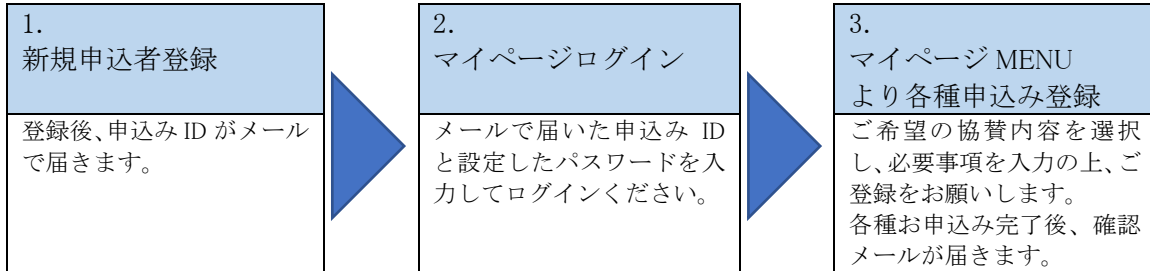 1.
新規申込者登録
登録後、申込み ID がメール
で届きます。
2.
マイページログイン
メールで届いた申込み ID
と設定したパスワードを入
力してログインください。
3.
マイページ MENU
より各種申込み登録
ご希望の協賛内容を選択
し、必要事項を入力の上、ご
登録をお願いします。
各種お申込み完了後、確認
メールが届きます。